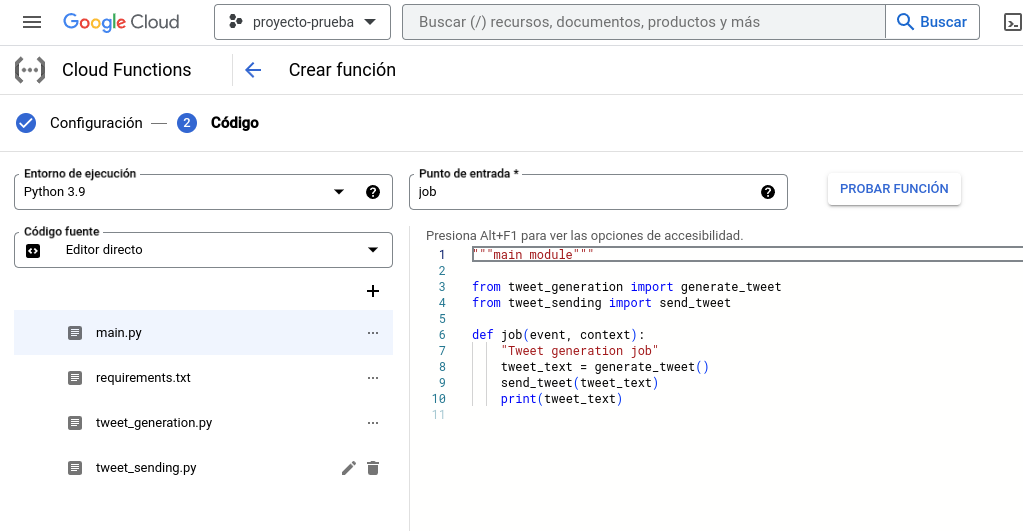 Google Cloud
proyecto-prueba
Buscar (/) recursos, documentos, productos y más
Buscar
Cloud Functions
Crear función
Configuración
2
Código
Entorno de ejecución
Python 3.9
Punto de entrada *
job
PROBAR FUNCIÓN
Código fuente
Editor directo
main.py
requirements.txt
tweet_generation.py
tweet_sending.py
Presiona Alt+F1 para ver las opciones de accesibilidad.
1 """main module"""
2
3 from tweet_generation import generate_tweet
4 from tweet_sending import send_tweet
5
6 def job(event, context):
7     "Tweet generation job"
8     tweet_text = generate_tweet()
9     send_tweet(tweet_text)
10     print(tweet_text)
11